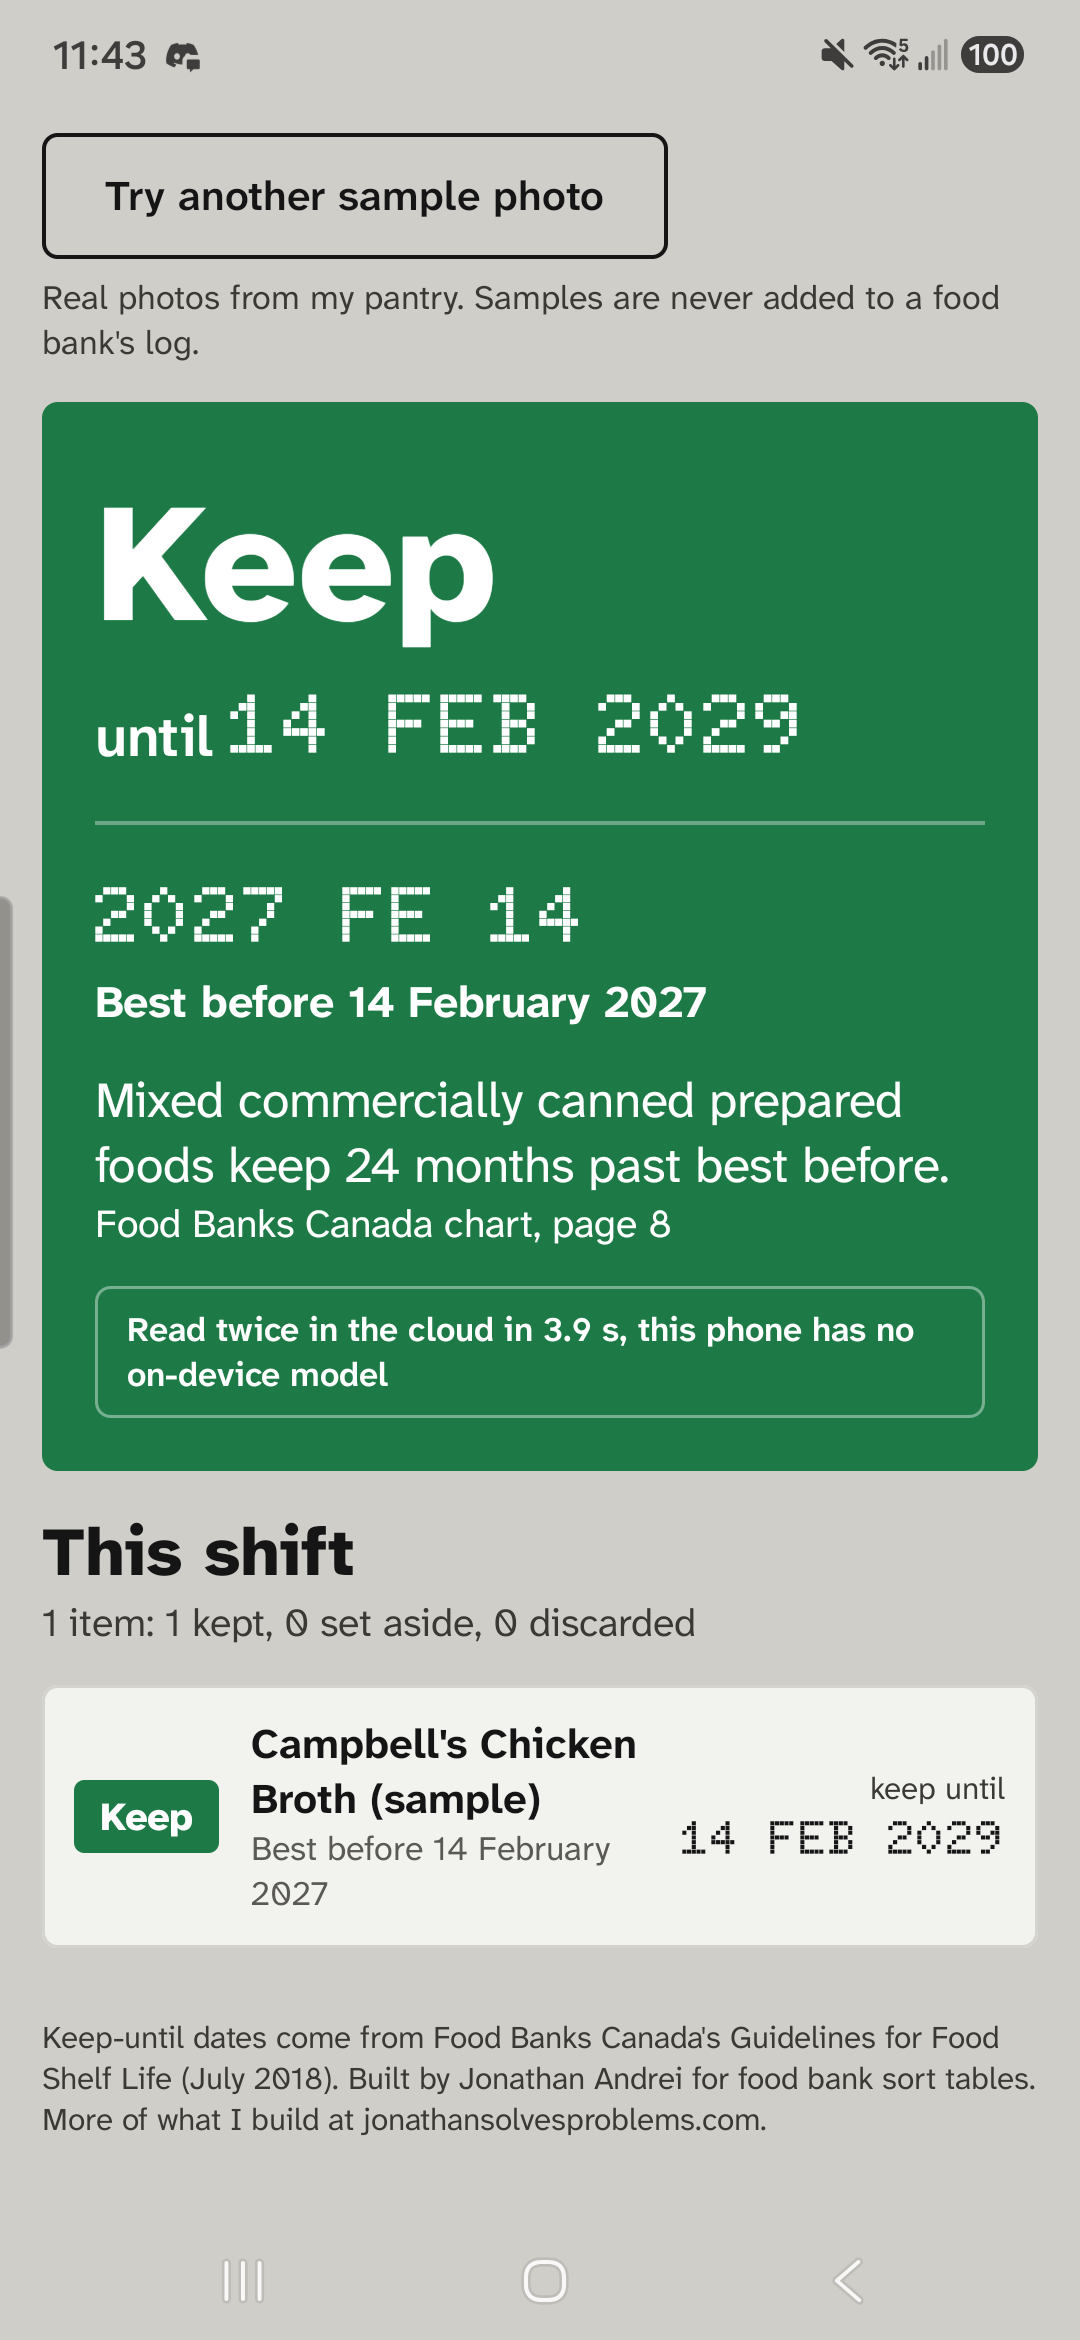 11:43
5
100
Try another sample photo
Real photos from my pantry. Samples are never added to a food
bank's log.
Keep
until 14 FEB 2029
2027 FE 14
Best before 14 February 2027
Mixed commercially canned prepared
foods keep 24 months past best before.
Food Banks Canada chart, page 8
Read twice in the cloud in 3.9 s, this phone has no
on-device model
This shift
1 item: 1 kept, 0 set aside, 0 discarded
Keep
Campbell's Chicken
Broth (sample)
Best before 14 February
2027
keep until
14 FEB 2029
Keep-until dates come from Food Banks Canada's Guidelines for Food
Shelf Life (July 2018). Built by Jonathan Andrei for food bank sort tables.
More of what I build at jonathansolvesproblems.com.